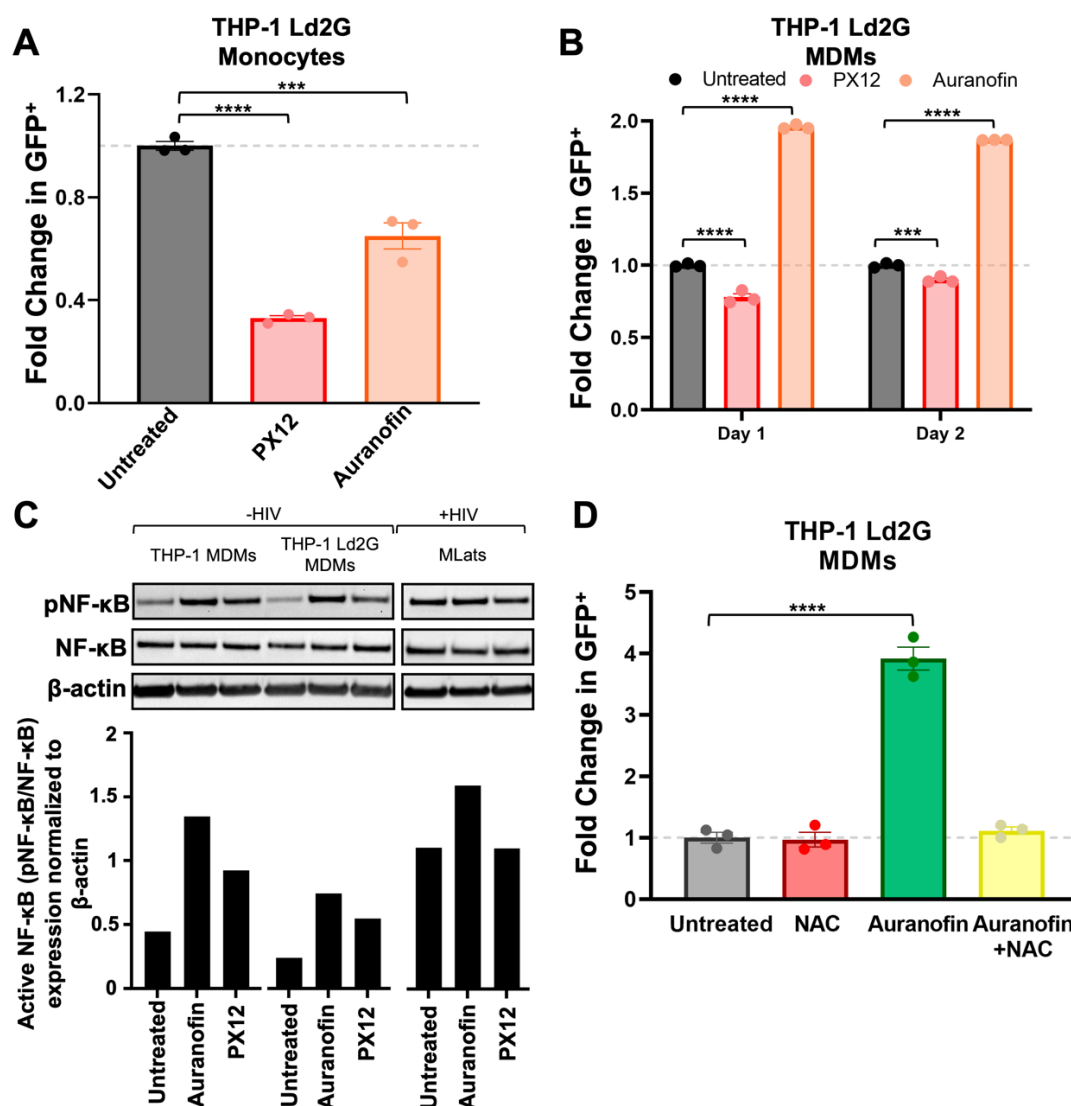 A
THP-1 Ld2G
Monocytes
Fold Change in GFP⁺
1.2
0.8
0.4
0.0
***
****
Untreated
PX12
Auranofin
B
THP-1 Ld2G
MDMs
Untreated PX12 Auranofin
Fold Change in GFP⁺
2.0
1.5
1.0
0.5
0.0
****
****
****
***
Day 1 Day 2
C
-HIV +HIV
THP-1 MDMs
THP-1 Ld2G
MDMs
MLats
pNF-κB
NF-κB
β-actin
Active NF-κB (pNF-κB/NF-κB)
expression normalized to
β-actin
2
1.5
1
0.5
0
Untreated
Auranofin
PX12
Untreated
Auranofin
PX12
Untreated
Auranofin
PX12
D
THP-1 Ld2G
MDMs
Fold Change in GFP⁺
5
4
3
2
1
0
****
Untreated NAC Auranofin Auranofin
+NAC